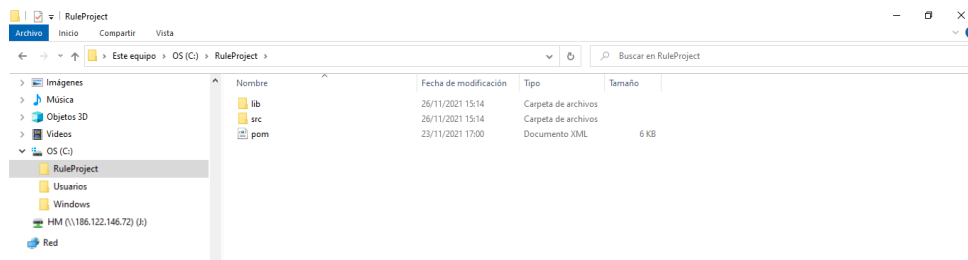 RuleProject
Archivo Inicio Compartir Vista
Este equipo > OS (C:) > RuleProject >
Buscar en RuleProject
Imágenes
Música
Objetos 3D
Videos
OS (C:)
RuleProject
Usuarios
Windows
HM (\\186.122.146.72) (J:)
Red
Nombre Fecha de modificación Tipo Tamaño
lib 26/11/2021 15:14 Carpeta de archivos
src 26/11/2021 15:14 Carpeta de archivos
pom 23/11/2021 17:00 Documento XML 6 KB